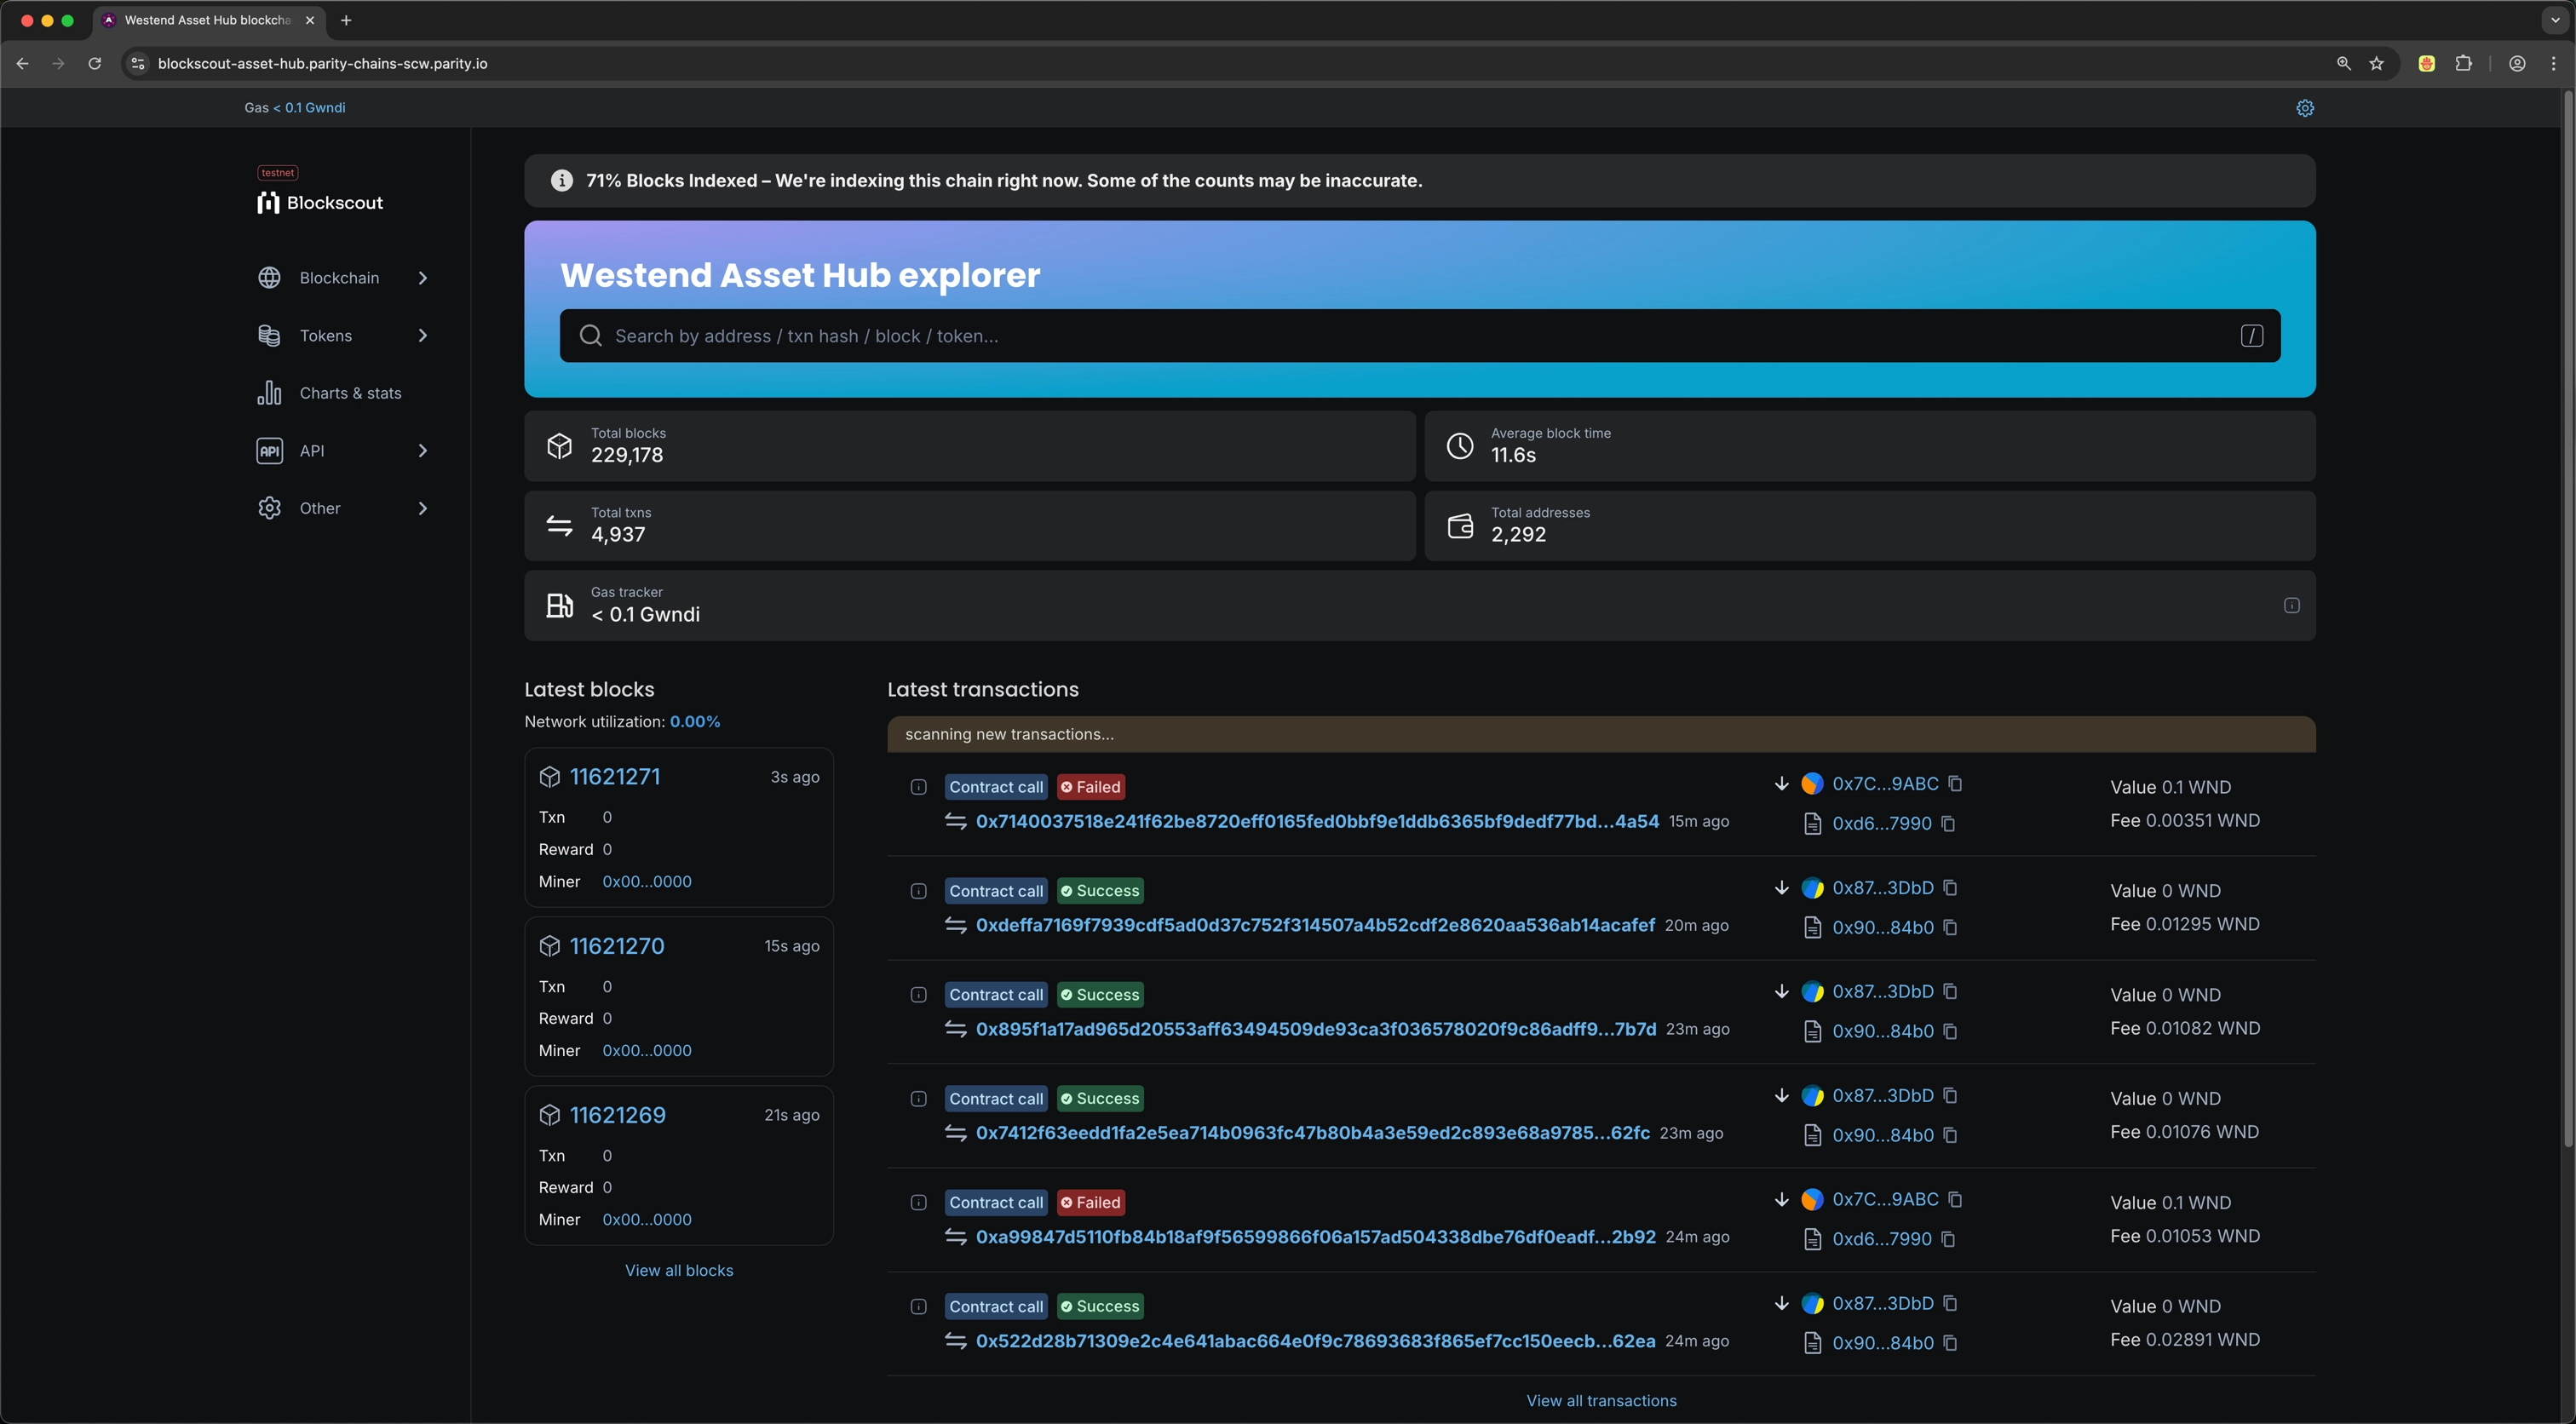 Westend Asset Hub blockcha
blockscout-asset-hub.parity-chains-scw.parity.io
Gas < 0.1 Gwndi
testnet
Blockscout
Blockchain
Tokens
Charts & stats
API API
Other
71% Blocks Indexed – We're indexing this chain right now. Some of the counts may be inaccurate.
Westend Asset Hub explorer
Search by address / txn hash / block / token... /
Total blocks
229,178
Average block time
11.6s
Total txns
4,937
Total addresses
2,292
Gas tracker
< 0.1 Gwndi
Latest blocks
Network utilization: 0.00%
11621271 3s ago
Txn 0
Reward 0
Miner 0x00...0000
11621270 15s ago
Txn 0
Reward 0
Miner 0x00...0000
11621269 21s ago
Txn 0
Reward 0
Miner 0x00...0000
View all blocks
Latest transactions
scanning new transactions...
Contract call Failed
0x7140037518e241f62be8720eff0165fed0bbf9e1ddb6365bf9dedf77bd...4a54 15m ago
0x7C...9ABC
0xd6...7990
Value 0.1 WND
Fee 0.00351 WND
Contract call Success
0xdeffa7169f7939cdf5ad0d37c752f314507a4b52cdf2e8620aa536ab14acafef 20m ago
0x87...3DbD
0x90...84b0
Value 0 WND
Fee 0.01295 WND
Contract call Success
0x895f1a17ad965d20553aff63494509de93ca3f036578020f9c86adff9...7b7d 23m ago
0x87...3DbD
0x90...84b0
Value 0 WND
Fee 0.01082 WND
Contract call Success
0x7412f63eedd1fa2e5ea714b0963fc47b80b4a3e59ed2c893e68a9785...62fc 23m ago
0x87...3DbD
0x90...84b0
Value 0 WND
Fee 0.01076 WND
Contract call Failed
0xa99847d5110fb84b18af9f56599866f06a157ad504338dbe76df0eadf...2b92 24m ago
0x7C...9ABC
0xd6...7990
Value 0.1 WND
Fee 0.01053 WND
Contract call Success
0x522d28b71309e2c4e641abac664e0f9c78693683f865ef7cc150eecb...62ea 24m ago
0x87...3DbD
0x90...84b0
Value 0 WND
Fee 0.02891 WND
View all transactions